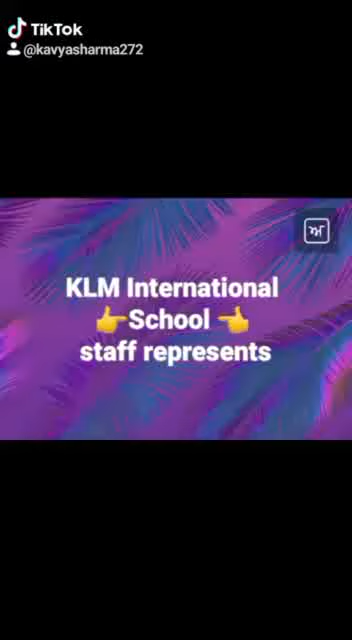 TikTok
@kavyasharma272
ਅ
KLM International
👉School👈
staff represents